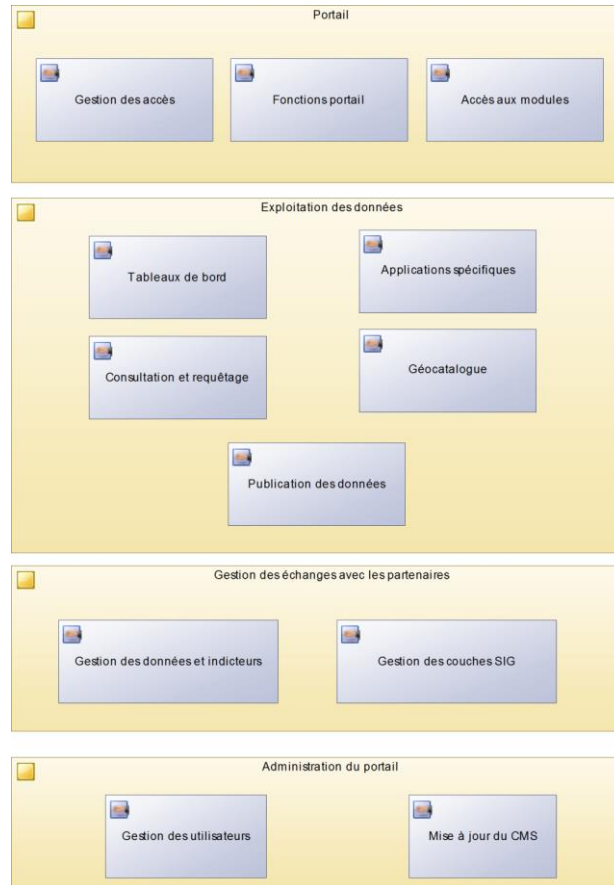 Portail
Gestion des accès
Fonctions portail
Accès aux modules
Exploitation des données
Tableaux de bord
Applications spécifiques
Consultation et requêtage
Géocatalogue
Publication des données
Gestion des échanges avec les partenaires
Gestion des données et indicteurs
Gestion des couches SIG
Administration du portail
Gestion des utilisateurs
Mise à jour du CMS